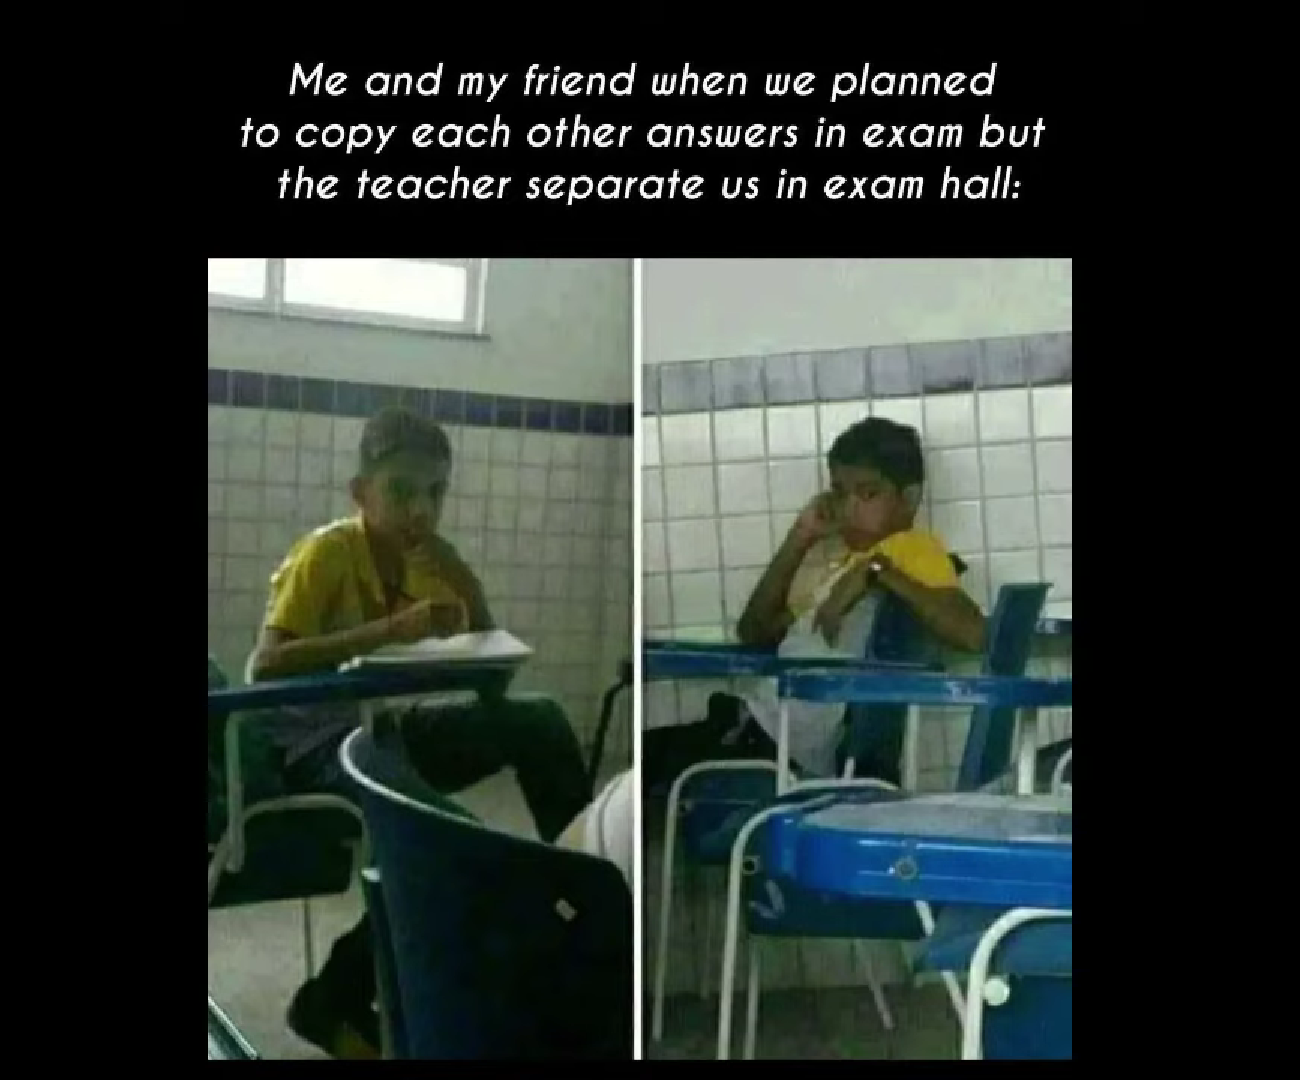 Me and my friend when we planned
to copy each other answers in exam but
the teacher separate us in exam hall: